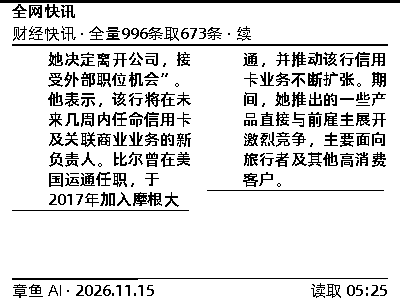 全网快讯
财经快讯 · 全量996条取673条 · 续
她决定离开公司，接
受外部职位机会”。
他表示，该行将在未
来几周内任命信用卡
及关联商业业务的新
负责人。比尔曾在美
国运通任职，于
2017年加入摩根大
通，并推动该行信用
卡业务不断扩张。期
间，她推出的一些产
品直接与前雇主展开
激烈竞争，主要面向
旅行者及其他高消费
客户。
章鱼 AI · 2026.11.15
读取 05:25